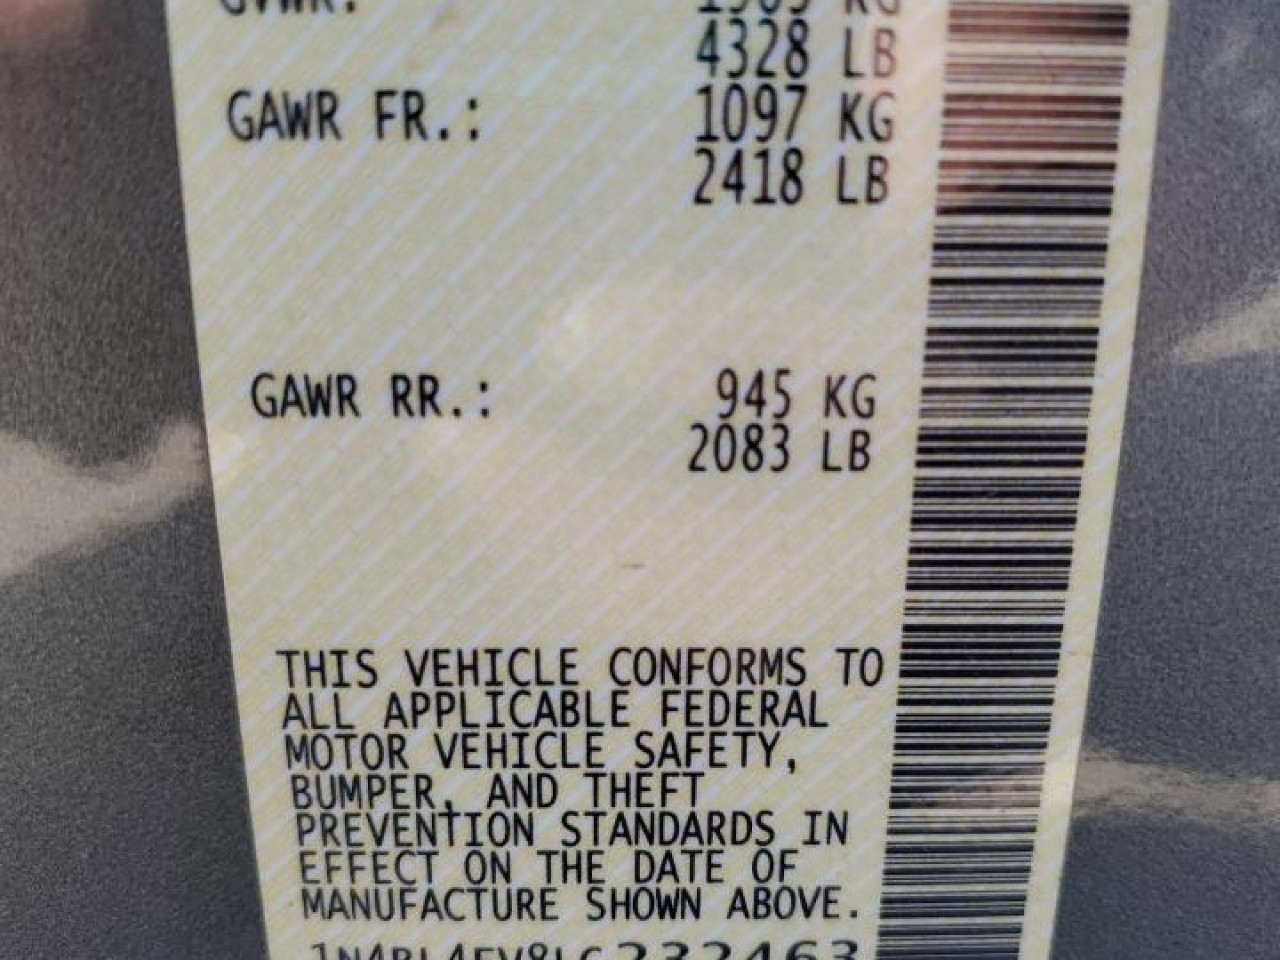 GVWR: KG
4328 LB
GAWR FR.: 1097 KG
2418 LB
GAWR RR.: 945 KG
2083 LB
THIS VEHICLE CONFORMS TO
ALL APPLICABLE FEDERAL
MOTOR VEHICLE SAFETY,
BUMPER, AND THEFT
PREVENTION STANDARDS IN
EFFECT ON THE DATE OF
MANUFACTURE SHOWN ABOVE.